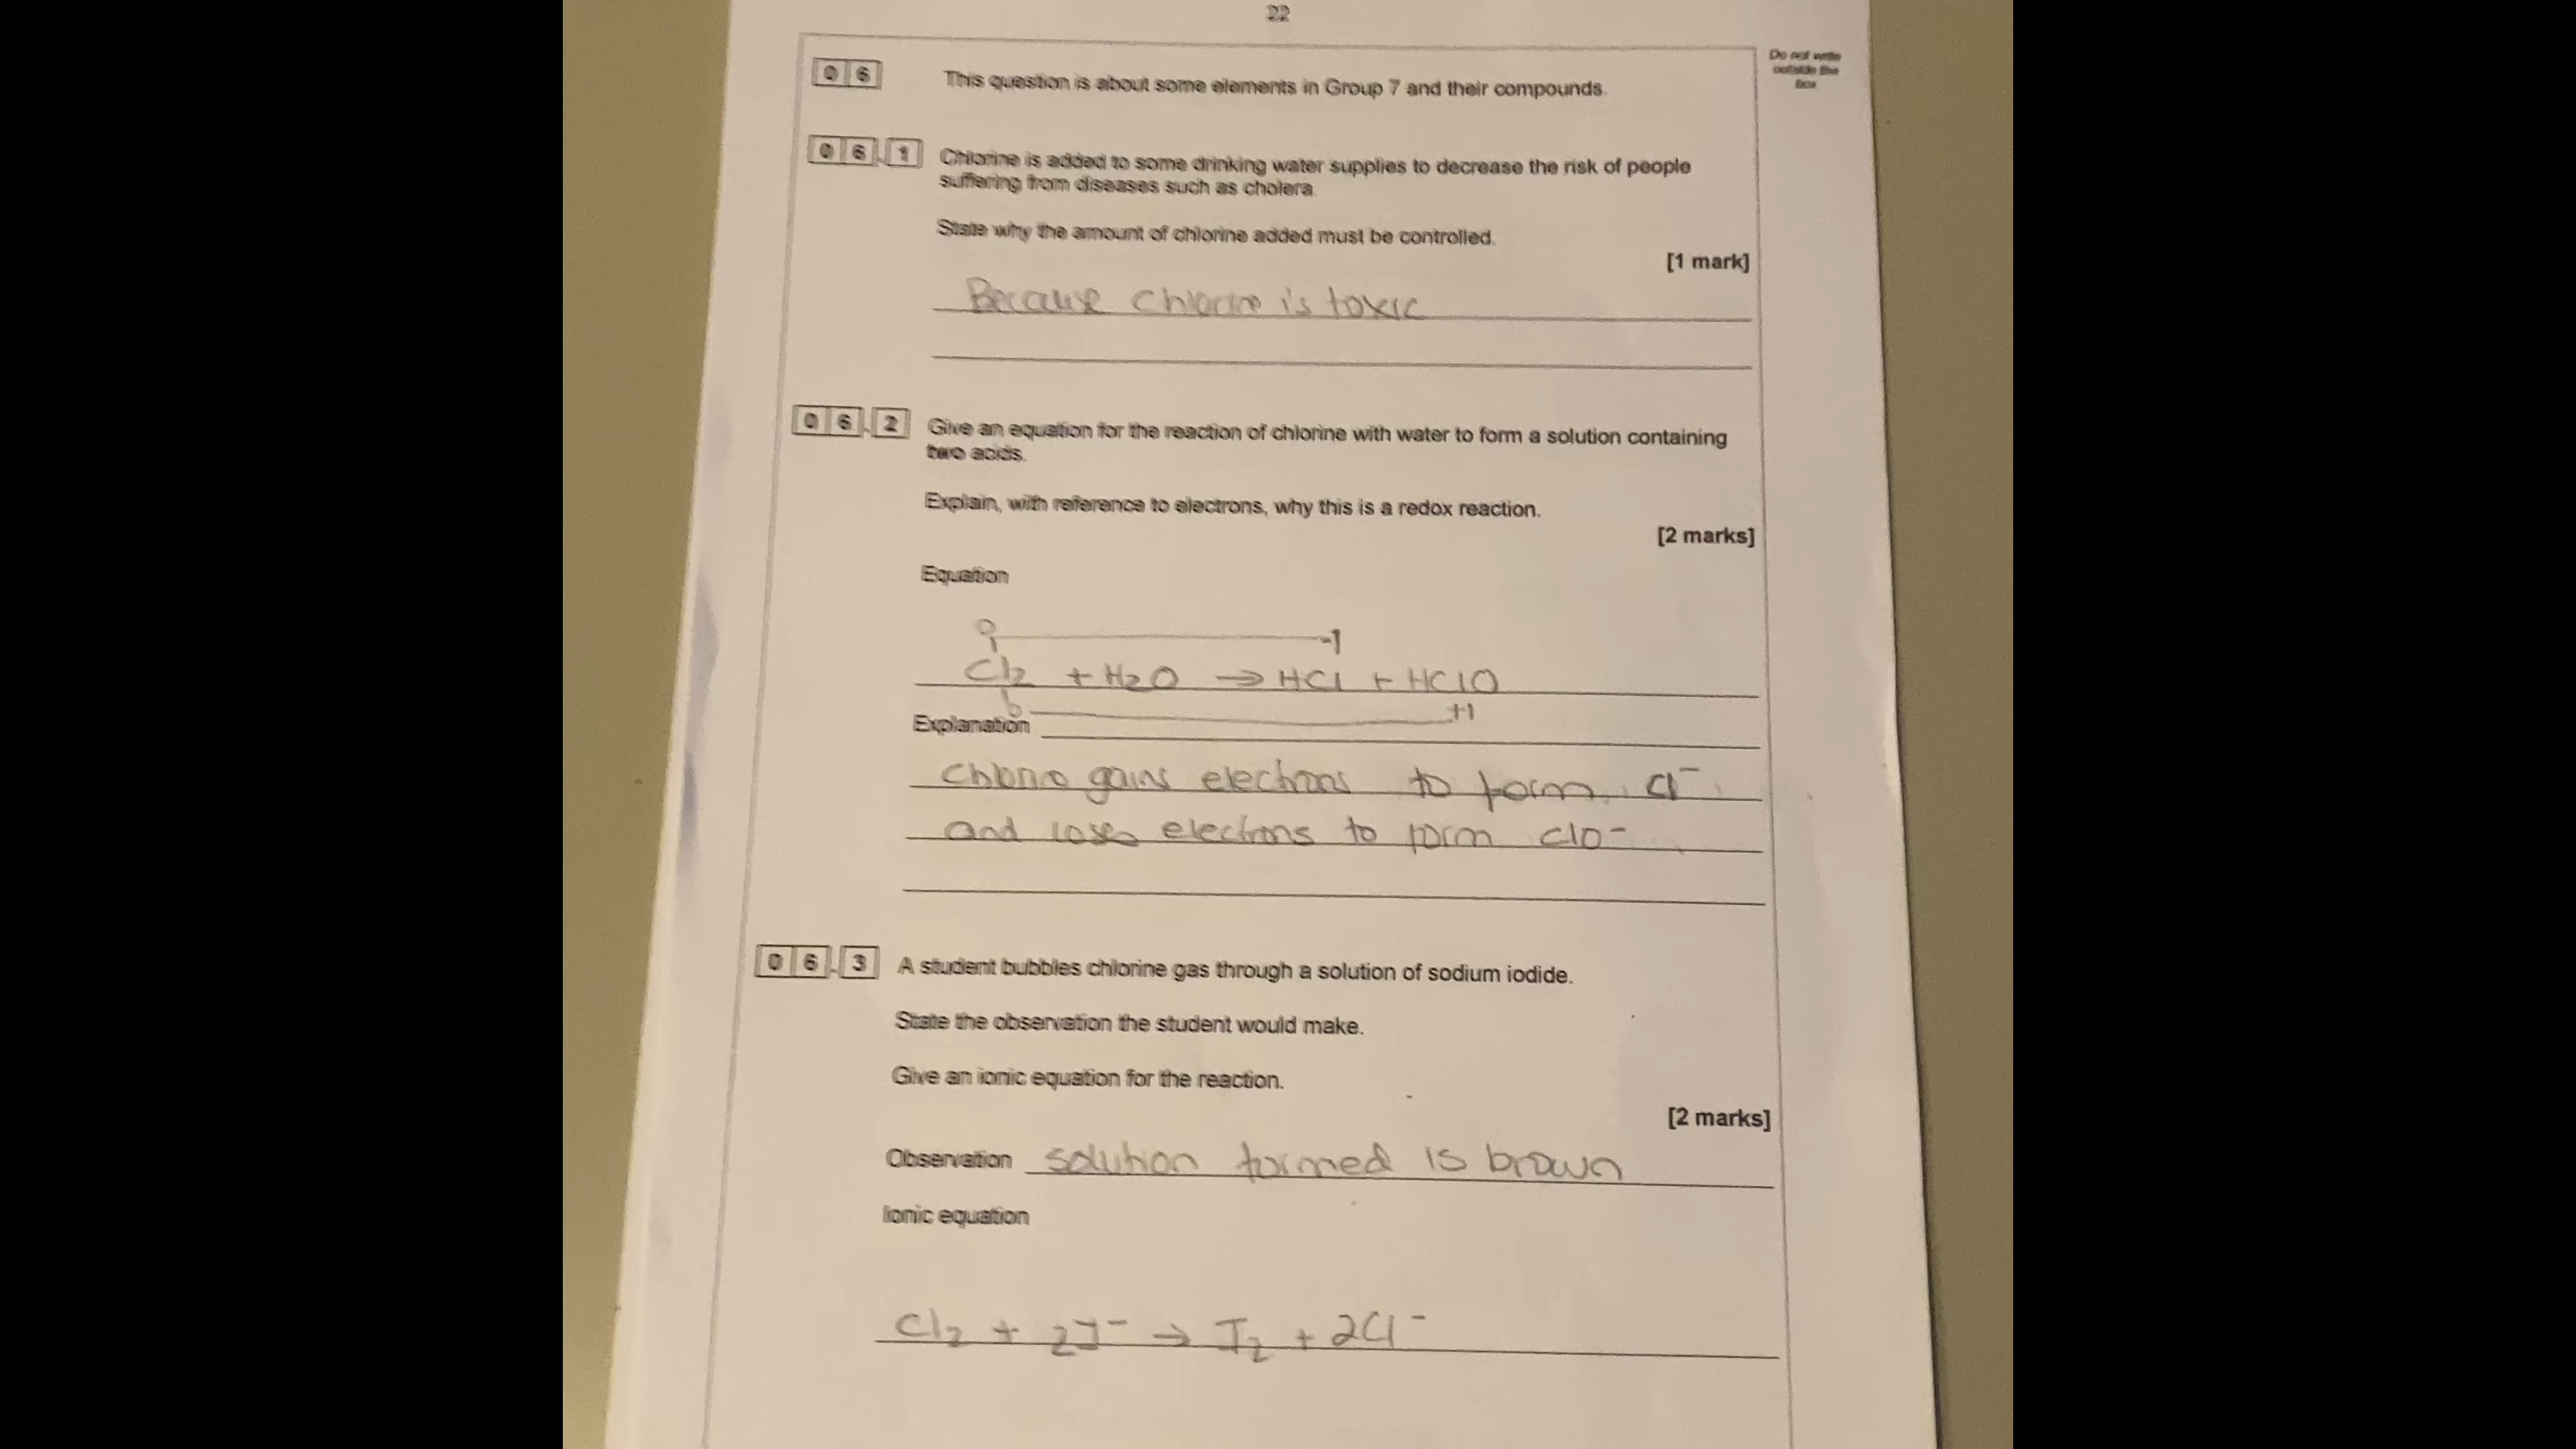 22
Do not write
outside the
box
0 6 This question is about some elements in Group 7 and their compounds.
0 6 . 1 Chlorine is added to some drinking water supplies to decrease the risk of people
suffering from diseases such as cholera.
State why the amount of chlorine added must be controlled.
[1 mark]
Because chlorine is toxic
0 6 . 2 Give an equation for the reaction of chlorine with water to form a solution containing
two acids.
Explain, with reference to electrons, why this is a redox reaction.
[2 marks]
Equation
0 -1
Cl2 + H2O → HCl + HClO
0 +1
Explanation
chlorine gains electrons to form Cl⁻
and loses electrons to form ClO⁻
0 6 . 3 A student bubbles chlorine gas through a solution of sodium iodide.
State the observation the student would make.
Give an ionic equation for the reaction.
[2 marks]
Observation solution formed is brown
Ionic equation
Cl2 + 2I⁻ → I2 + 2Cl⁻